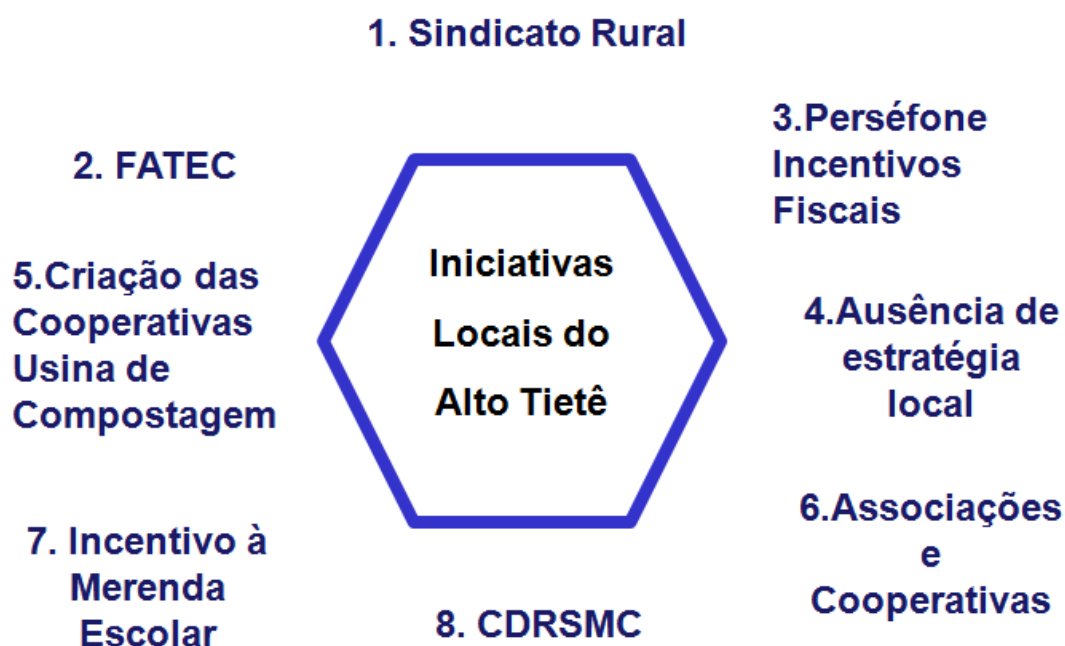 1. Sindicato Rural
2. FATEC
3.Perséfone
Incentivos
Fiscais
Iniciativas
Locais do
Alto Tietê
4.Ausência de
estratégia
local
5.Criação das
Cooperativas
Usina de
Compostagem
6.Associações
e
Cooperativas
7. Incentivo à
Merenda
Escolar
8. CDRSMC